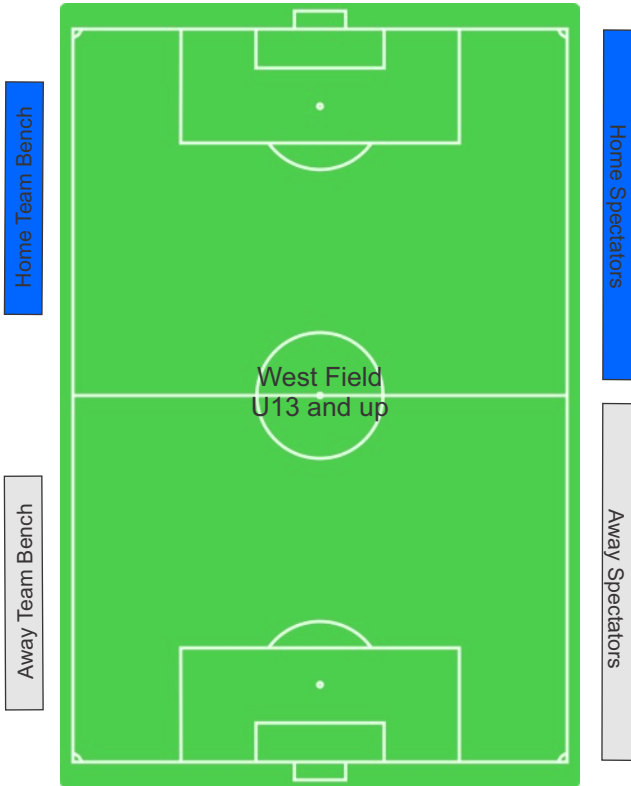 Home Team Bench
Home Spectators
West Field
U13 and up
Away Team Bench
Away Spectators